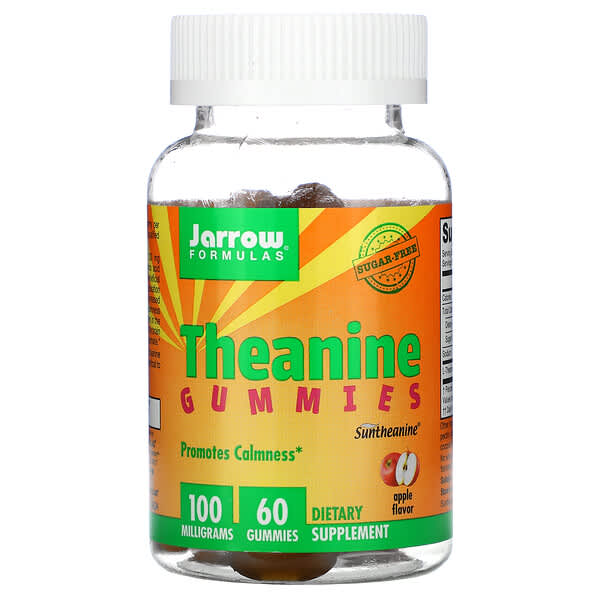 Jarrow
FORMULAS®
SUGAR-FREE
Theanine
GUMMIES
Suntheanine®
Promotes Calmness*
apple
flavor
100
MILLIGRAMS
60
GUMMIES
DIETARY
SUPPLEMENT